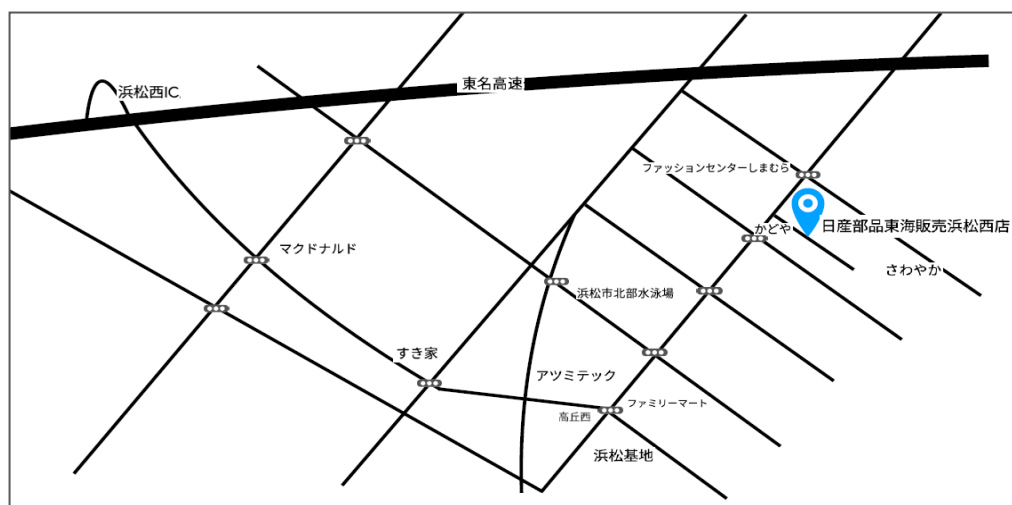 東名高速
浜松西IC.
ファッションセンターしまむら
日産部品東海販売浜松西店
かどや
マクドナルド
さわやか
浜松市北部水泳場
すき家
アツミテック
ファミリーマート
高丘西
浜松基地